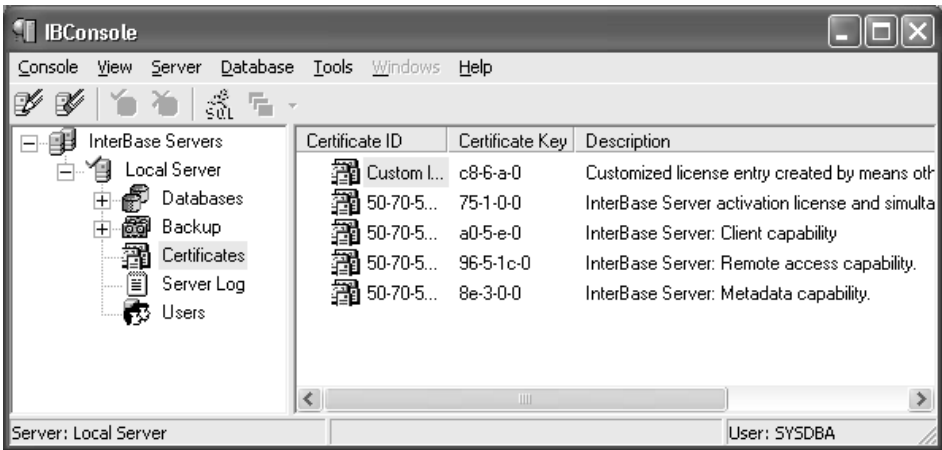 IBConsole
Console View Server Database Tools Windows Help
SQL
InterBase Servers
Local Server
Databases
Backup
Certificates
Server Log
Users
Certificate ID Certificate Key Description
Custom I... c8-6-a-0 Customized license entry created by means oth
50-70-5... 75-1-0-0 InterBase Server activation license and simulta
50-70-5... a0-5-e-0 InterBase Server: Client capability
50-70-5... 96-5-1c-0 InterBase Server: Remote access capability.
50-70-5... 8e-3-0-0 InterBase Server: Metadata capability.
Server: Local Server User: SYSDBA